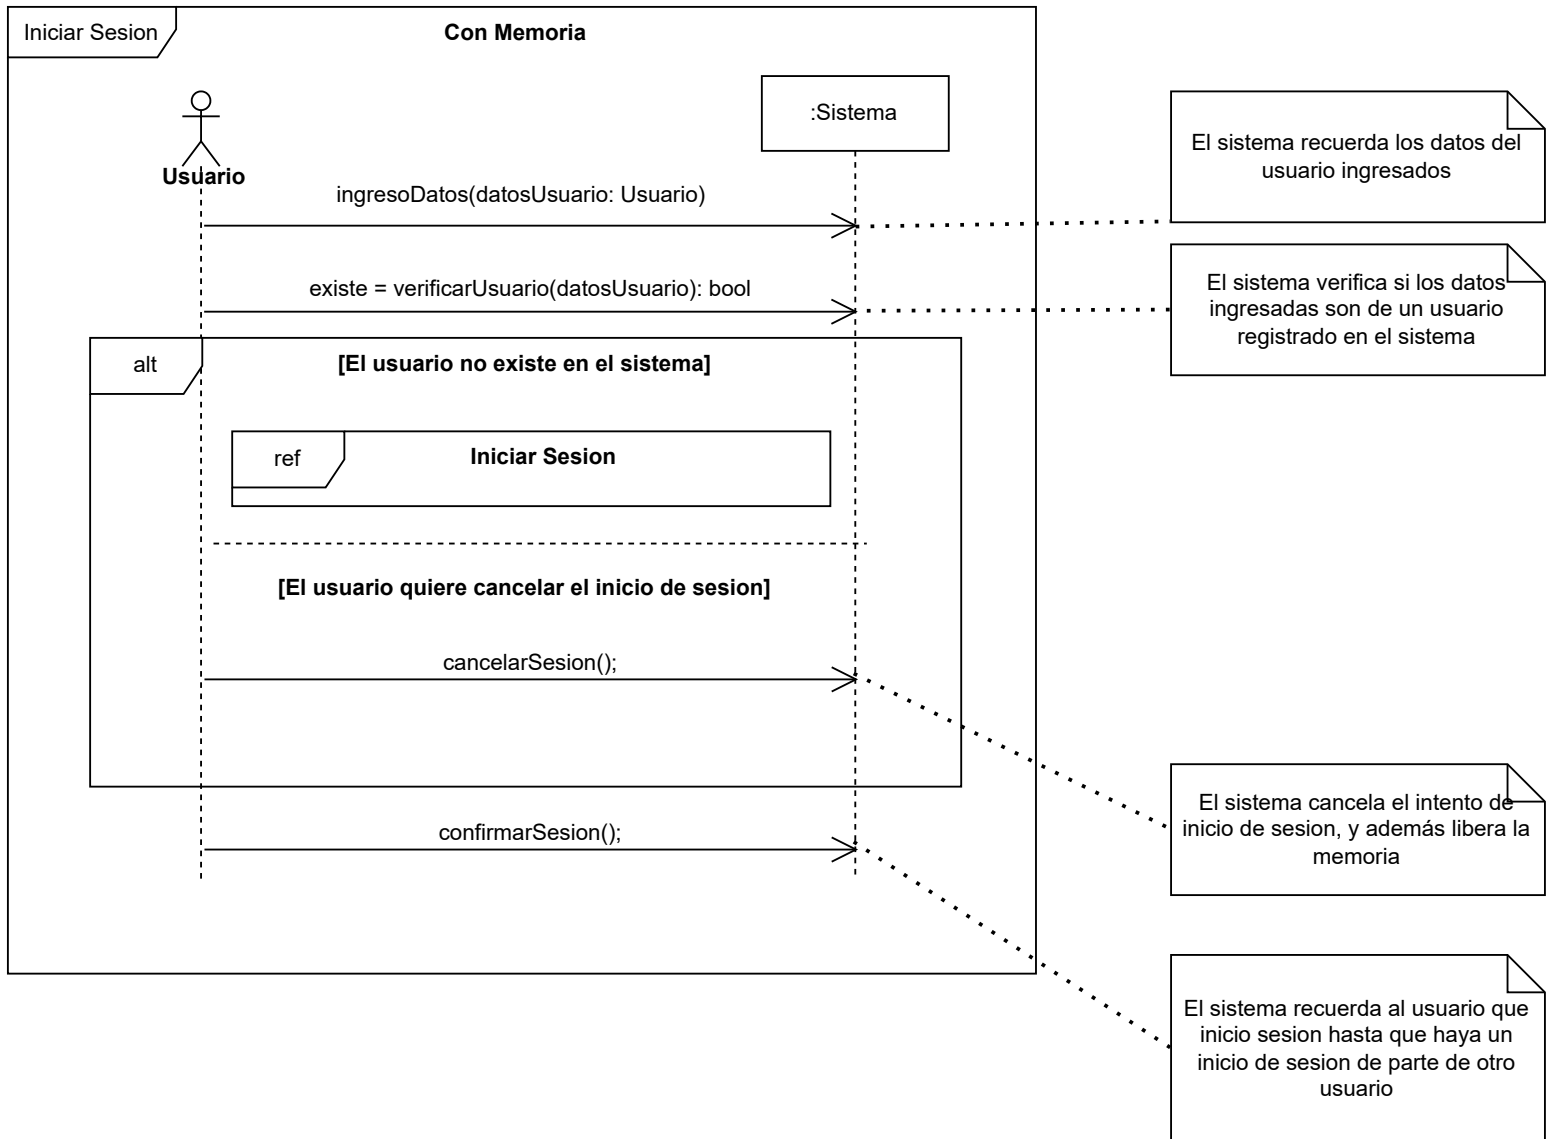 Iniciar Sesion
Con Memoria
:Sistema
Usuario
El sistema recuerda los datos del
usuario ingresados
ingresoDatos(datosUsuario: Usuario)
existe = verificarUsuario(datosUsuario): bool
El sistema verifica si los datos
ingresadas son de un usuario
registrado en el sistema
alt
[El usuario no existe en el sistema]
ref
Iniciar Sesion
[El usuario quiere cancelar el inicio de sesion]
cancelarSesion();
El sistema cancela el intento de
inicio de sesion, y además libera la
memoria
confirmarSesion();
El sistema recuerda al usuario que
inicio sesion hasta que haya un
inicio de sesion de parte de otro
usuario